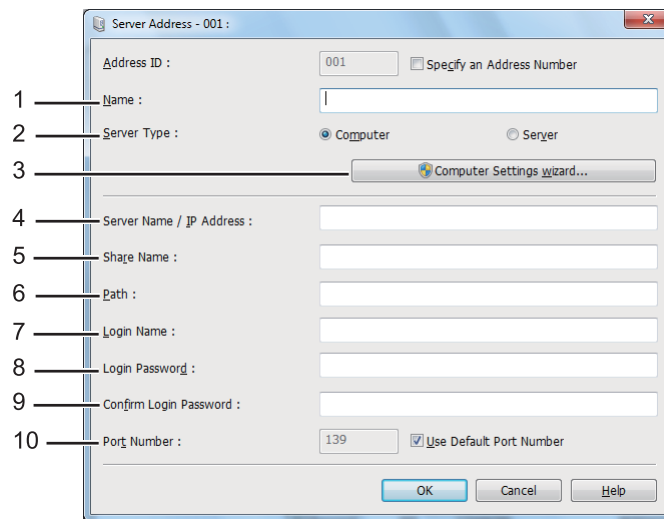 Server Address - 001 :
Address ID : 001 Specify an Address Number
1 Name :
2 Server Type : Computer Server
3 Computer Settings wizard...
4 Server Name / IP Address :
5 Share Name :
6 Path :
7 Login Name :
8 Login Password :
9 Confirm Login Password :
10 Port Number : 139 Use Default Port Number
OK Cancel Help